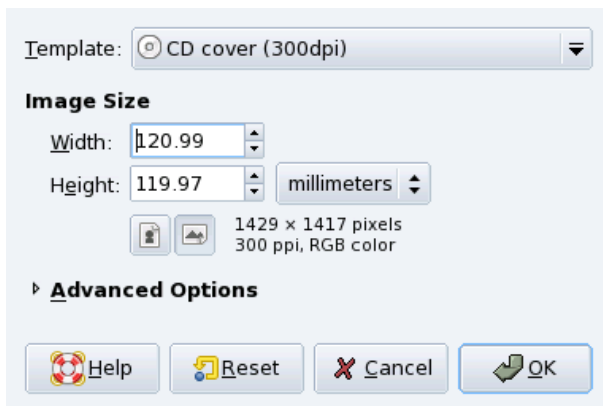 Template: CD cover (300dpi)
Image Size
Width: 120.99
Height: 119.97 millimeters
1429 × 1417 pixels
300 ppi, RGB color
Advanced Options
Help Reset Cancel OK